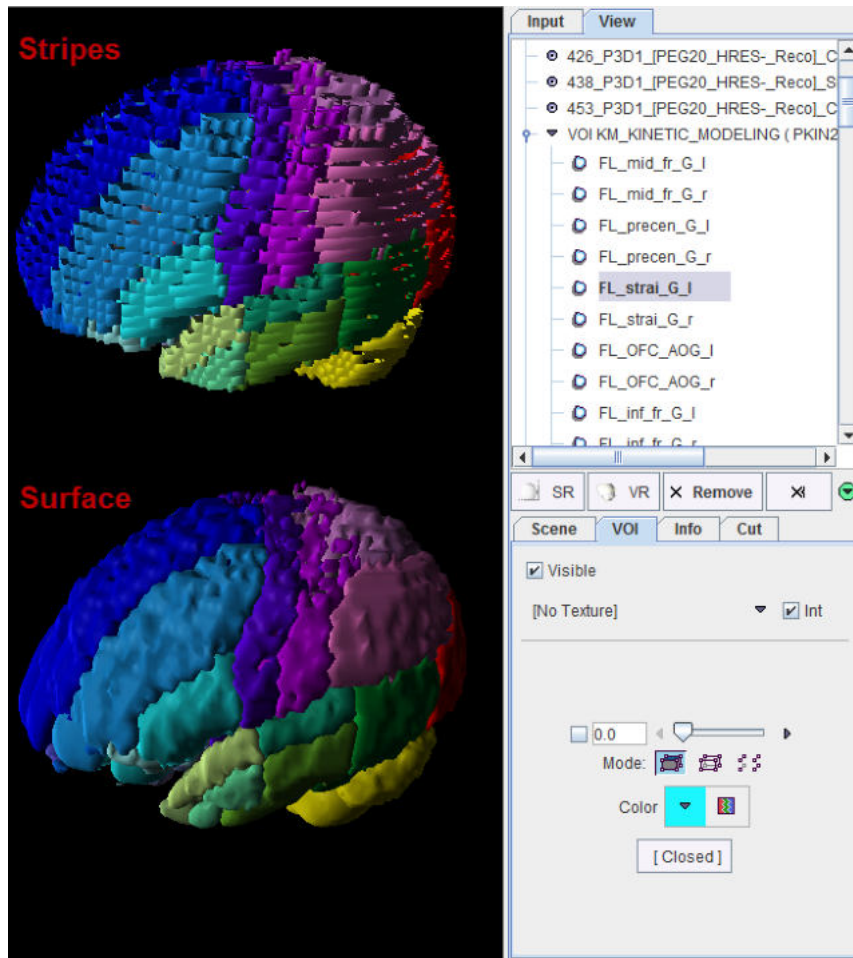 Stripes
Surface
Input View
426_P3D1_[PEG20_HRES-_Reco]_C
438_P3D1_[PEG20_HRES-_Reco]_S
453_P3D1_[PEG20_HRES-_Reco]_C
VOI KM_KINETIC_MODELING ( PKIN2
FL_mid_fr_G_l
FL_mid_fr_G_r
FL_precen_G_l
FL_precen_G_r
FL_strai_G_l
FL_strai_G_r
FL_OFC_AOG_l
FL_OFC_AOG_r
FL_inf_fr_G_l
FL_inf_fr_G_r
SR VR Remove
Scene VOI Info Cut
Visible
[No Texture] Int
0.0
Mode:
Color
[ Closed ]